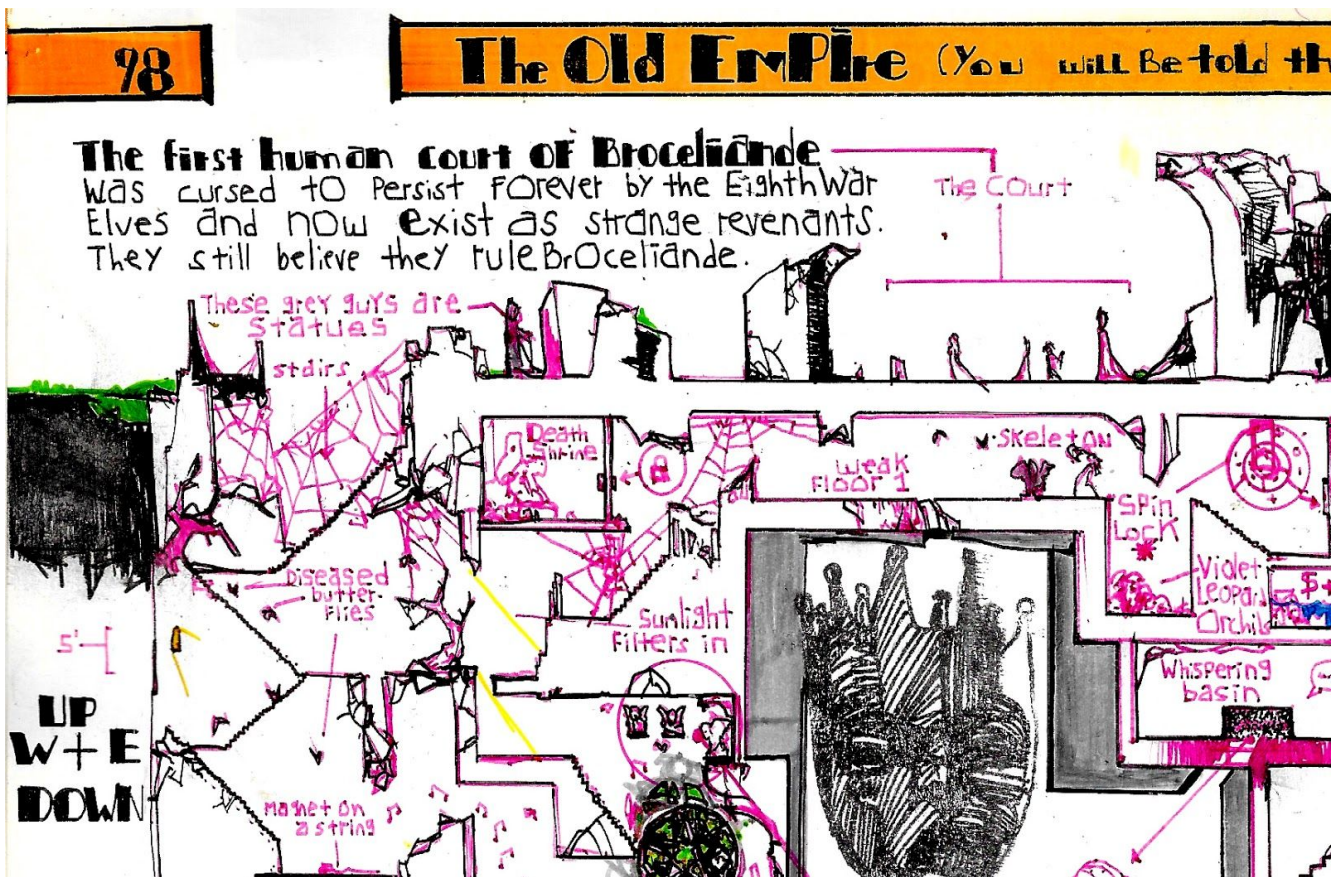 98
The Old Empire (You will Be told th
The first human court of Broceliande
was cursed to persist forever by the Eighth War
Elves and now exist as strange revenants.
They still believe they rule Broceliande.
The Court
These grey guys are
statues
stairs
Death
Shrine
weak
Floor 1
Skeleton
Spin
Lock
Violet
Leopard
Orchid
$+
Diseased
butter-
flies
Sunlight
Filters in
5'
Whispering
basin
UP
W+E
DOWN
Magnet on
a string